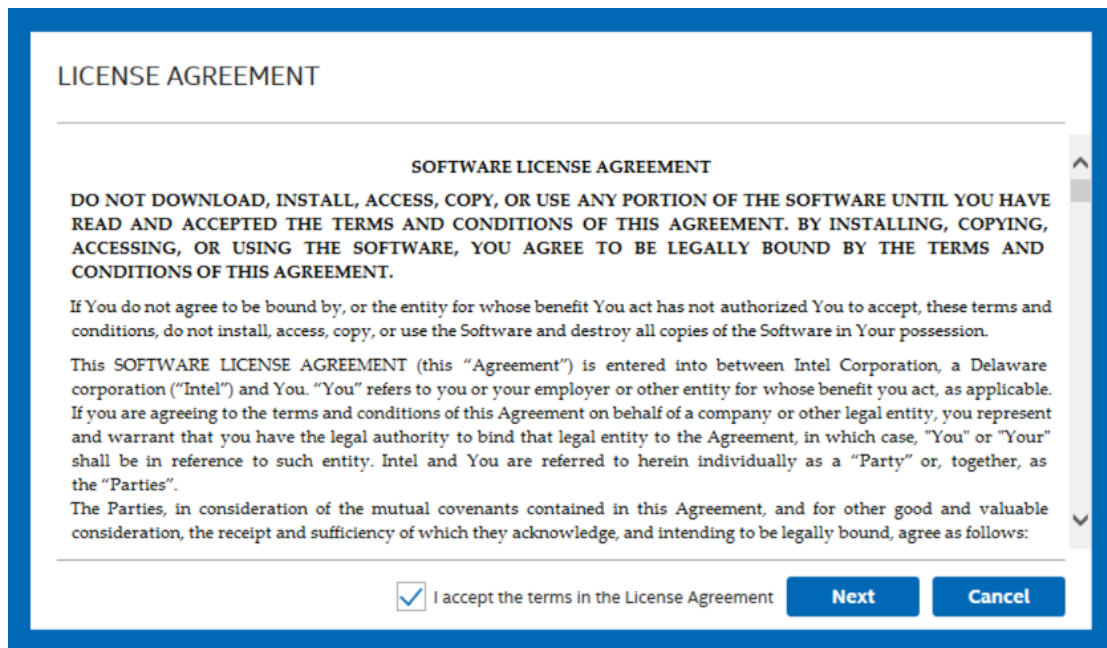 LICENSE AGREEMENT
SOFTWARE LICENSE AGREEMENT
DO NOT DOWNLOAD, INSTALL, ACCESS, COPY, OR USE ANY PORTION OF THE SOFTWARE UNTIL YOU HAVE
READ AND ACCEPTED THE TERMS AND CONDITIONS OF THIS AGREEMENT. BY INSTALLING, COPYING,
ACCESSING, OR USING THE SOFTWARE, YOU AGREE TO BE LEGALLY BOUND BY THE TERMS AND
CONDITIONS OF THIS AGREEMENT.
If You do not agree to be bound by, or the entity for whose benefit You act has not authorized You to accept, these terms and
conditions, do not install, access, copy, or use the Software and destroy all copies of the Software in Your possession.
This SOFTWARE LICENSE AGREEMENT (this “Agreement”) is entered into between Intel Corporation, a Delaware
corporation (“Intel”) and You. “You” refers to you or your employer or other entity for whose benefit you act, as applicable.
If you are agreeing to the terms and conditions of this Agreement on behalf of a company or other legal entity, you represent
and warrant that you have the legal authority to bind that legal entity to the Agreement, in which case, "You" or "Your"
shall be in reference to such entity. Intel and You are referred to herein individually as a “Party” or, together, as
the “Parties”.
The Parties, in consideration of the mutual covenants contained in this Agreement, and for other good and valuable
consideration, the receipt and sufficiency of which they acknowledge, and intending to be legally bound, agree as follows:
I accept the terms in the License Agreement Next Cancel